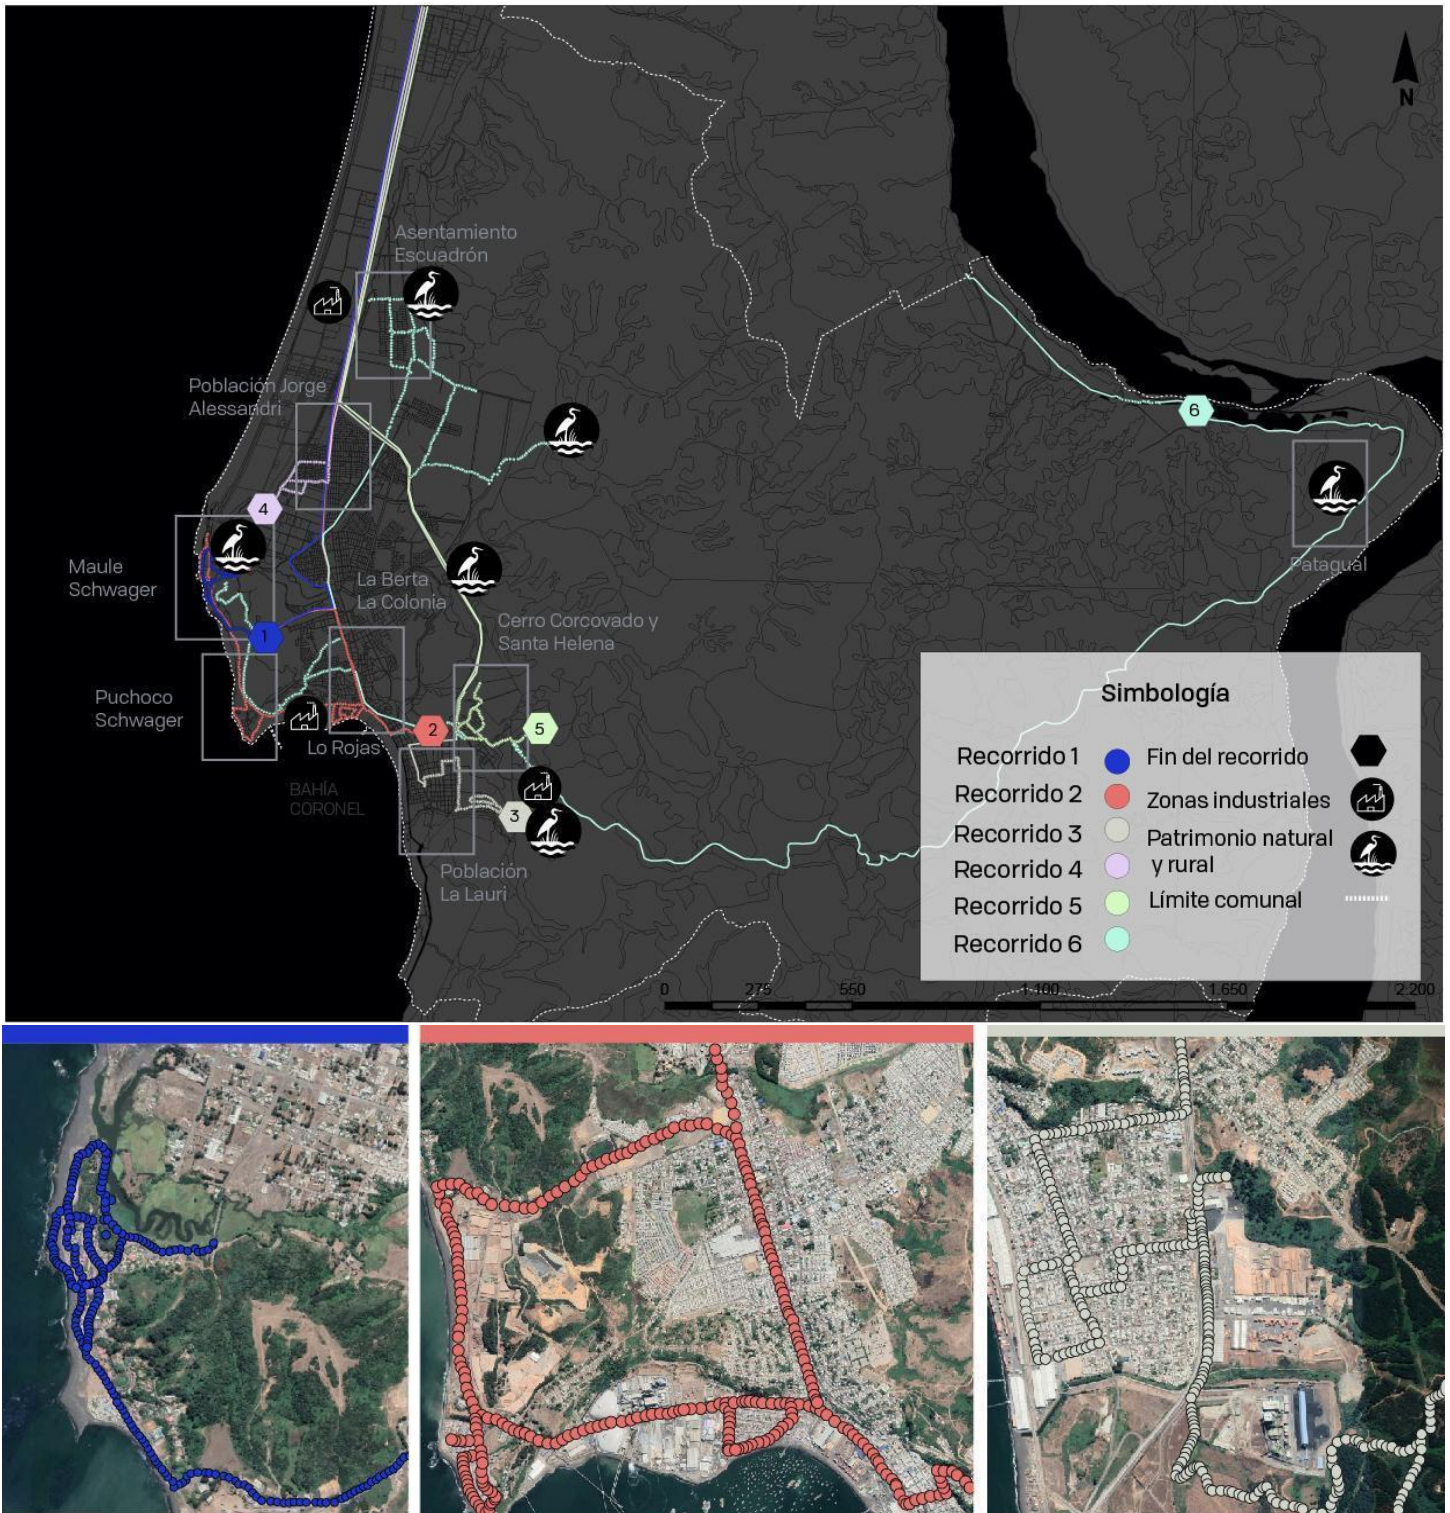 N
Asentamiento
Escuadrón
Población Jorge
Alessandri
6
4
Maule
Schwager
La Berta
La Colonia
Patagual
1
Cerro Corcovado y
Santa Helena
Puchoco
Schwager
2
5
Lo Rojas
BAHÍA
CORONEL
3
Población
La Lauri
Simbología
Recorrido 1
Recorrido 2
Recorrido 3
Recorrido 4
Recorrido 5
Recorrido 6
Fin del recorrido
Zonas industriales
Patrimonio natural
y rural
Límite comunal
0 275 550 1.100 1.650 2.200